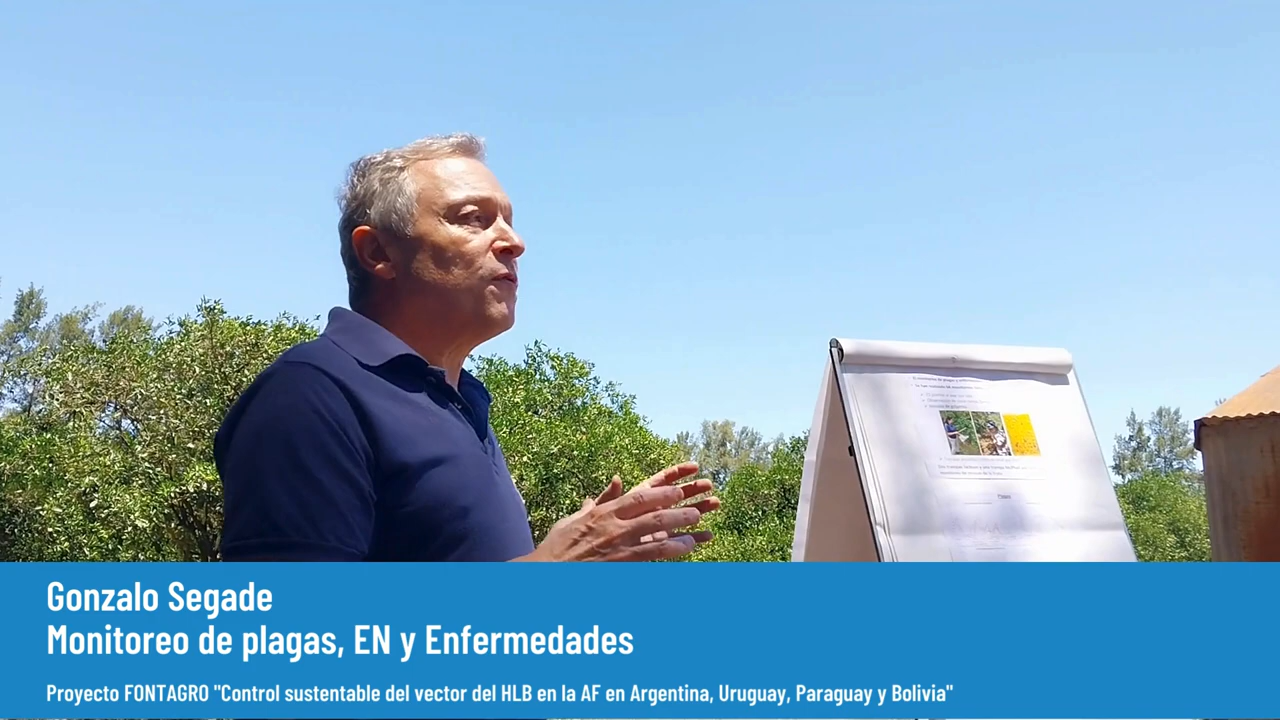 Gonzalo Segade
Monitoreo de plagas, EN y Enfermedades
Proyecto FONTAGRO "Control sustentable del vector del HLB en la AF en Argentina, Uruguay, Paraguay y Bolivia"